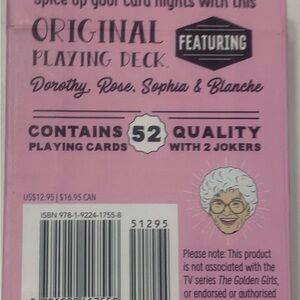 Spice up your card nights with this
ORIGINAL
PLAYING DECK
FEATURING
Dorothy, Rose, Sophia & Blanche
CONTAINS 52 QUALITY
PLAYING CARDS WITH 2 JOKERS
US$12.95 | $16.95 CAN
ISBN 978-1-9224-1755-8
51295
Please note: This product
is not associated with the
TV series The Golden Girls,
or endorsed or authorised